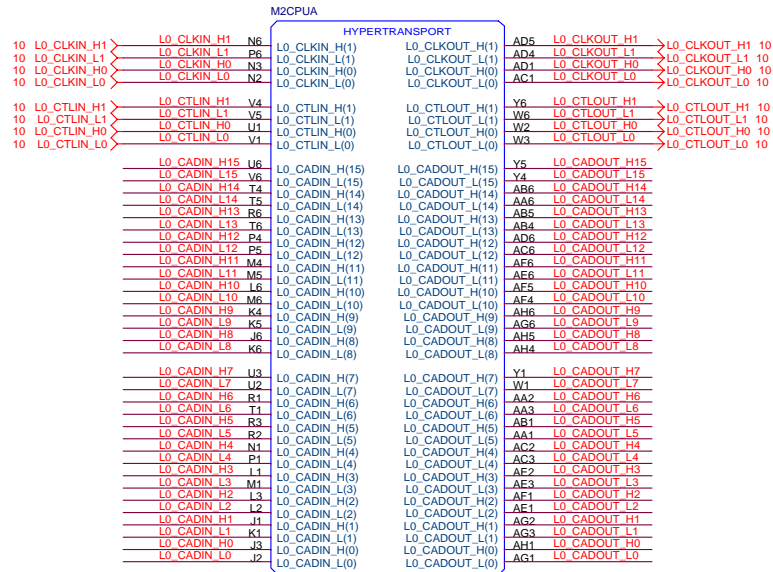 M2CPUA
HYPERTRANSPORT
10 L0_CLKIN_H1 L0_CLKIN_H1 N6 L0_CLKIN_H(1) L0_CLKOUT_H(1) AD5 L0_CLKOUT_H1 L0_CLKOUT_H1 10
10 L0_CLKIN_L1 L0_CLKIN_L1 P6 L0_CLKIN_L(1) L0_CLKOUT_L(1) AD4 L0_CLKOUT_L1 L0_CLKOUT_L1 10
10 L0_CLKIN_H0 L0_CLKIN_H0 N3 L0_CLKIN_H(0) L0_CLKOUT_H(0) AD1 L0_CLKOUT_H0 L0_CLKOUT_H0 10
10 L0_CLKIN_L0 L0_CLKIN_L0 N2 L0_CLKIN_L(0) L0_CLKOUT_L(0) AC1 L0_CLKOUT_L0 L0_CLKOUT_L0 10
10 L0_CTLIN_H1 L0_CTLIN_H1 V4 L0_CTLIN_H(1) L0_CTLOUT_H(1) Y6 L0_CTLOUT_H1 L0_CTLOUT_H1 10
10 L0_CTLIN_L1 L0_CTLIN_L1 V5 L0_CTLIN_L(1) L0_CTLOUT_L(1) W6 L0_CTLOUT_L1 L0_CTLOUT_L1 10
10 L0_CTLIN_H0 L0_CTLIN_H0 U1 L0_CTLIN_H(0) L0_CTLOUT_H(0) W2 L0_CTLOUT_H0 L0_CTLOUT_H0 10
10 L0_CTLIN_L0 L0_CTLIN_L0 V1 L0_CTLIN_L(0) L0_CTLOUT_L(0) W3 L0_CTLOUT_L0 L0_CTLOUT_L0 10
L0_CADIN_H15 U6 L0_CADIN_H(15) L0_CADOUT_H(15) Y5 L0_CADOUT_H15
L0_CADIN_L15 V6 L0_CADIN_L(15) L0_CADOUT_L(15) Y4 L0_CADOUT_L15
L0_CADIN_H14 T4 L0_CADIN_H(14) L0_CADOUT_H(14) AB6 L0_CADOUT_H14
L0_CADIN_L14 T5 L0_CADIN_L(14) L0_CADOUT_L(14) AA6 L0_CADOUT_L14
L0_CADIN_H13 R6 L0_CADIN_H(13) L0_CADOUT_H(13) AB5 L0_CADOUT_H13
L0_CADIN_L13 T6 L0_CADIN_L(13) L0_CADOUT_L(13) AB4 L0_CADOUT_L13
L0_CADIN_H12 P4 L0_CADIN_H(12) L0_CADOUT_H(12) AD6 L0_CADOUT_H12
L0_CADIN_L12 P5 L0_CADIN_L(12) L0_CADOUT_L(12) AC6 L0_CADOUT_L12
L0_CADIN_H11 M4 L0_CADIN_H(11) L0_CADOUT_H(11) AF6 L0_CADOUT_H11
L0_CADIN_L11 M5 L0_CADIN_L(11) L0_CADOUT_L(11) AE6 L0_CADOUT_L11
L0_CADIN_H10 L6 L0_CADIN_H(10) L0_CADOUT_H(10) AF5 L0_CADOUT_H10
L0_CADIN_L10 M6 L0_CADIN_L(10) L0_CADOUT_L(10) AF4 L0_CADOUT_L10
L0_CADIN_H9 K4 L0_CADIN_H(9) L0_CADOUT_H(9) AH6 L0_CADOUT_H9
L0_CADIN_L9 K5 L0_CADIN_L(9) L0_CADOUT_L(9) AG6 L0_CADOUT_L9
L0_CADIN_H8 J6 L0_CADIN_H(8) L0_CADOUT_H(8) AH5 L0_CADOUT_H8
L0_CADIN_L8 K6 L0_CADIN_L(8) L0_CADOUT_L(8) AH4 L0_CADOUT_L8
L0_CADIN_H7 U3 L0_CADIN_H(7) L0_CADOUT_H(7) Y1 L0_CADOUT_H7
L0_CADIN_L7 U2 L0_CADIN_L(7) L0_CADOUT_L(7) W1 L0_CADOUT_L7
L0_CADIN_H6 R1 L0_CADIN_H(6) L0_CADOUT_H(6) AA2 L0_CADOUT_H6
L0_CADIN_L6 T1 L0_CADIN_L(6) L0_CADOUT_L(6) AA3 L0_CADOUT_L6
L0_CADIN_H5 R3 L0_CADIN_H(5) L0_CADOUT_H(5) AB1 L0_CADOUT_H5
L0_CADIN_L5 R2 L0_CADIN_L(5) L0_CADOUT_L(5) AA1 L0_CADOUT_L5
L0_CADIN_H4 N1 L0_CADIN_H(4) L0_CADOUT_H(4) AC2 L0_CADOUT_H4
L0_CADIN_L4 P1 L0_CADIN_L(4) L0_CADOUT_L(4) AC3 L0_CADOUT_L4
L0_CADIN_H3 L1 L0_CADIN_H(3) L0_CADOUT_H(3) AE2 L0_CADOUT_H3
L0_CADIN_L3 M1 L0_CADIN_L(3) L0_CADOUT_L(3) AE3 L0_CADOUT_L3
L0_CADIN_H2 L3 L0_CADIN_H(2) L0_CADOUT_H(2) AF1 L0_CADOUT_H2
L0_CADIN_L2 L2 L0_CADIN_L(2) L0_CADOUT_L(2) AE1 L0_CADOUT_L2
L0_CADIN_H1 J1 L0_CADIN_H(1) L0_CADOUT_H(1) AG2 L0_CADOUT_H1
L0_CADIN_L1 K1 L0_CADIN_L(1) L0_CADOUT_L(1) AG3 L0_CADOUT_L1
L0_CADIN_H0 J3 L0_CADIN_H(0) L0_CADOUT_H(0) AH1 L0_CADOUT_H0
L0_CADIN_L0 J2 L0_CADIN_L(0) L0_CADOUT_L(0) AG1 L0_CADOUT_L0